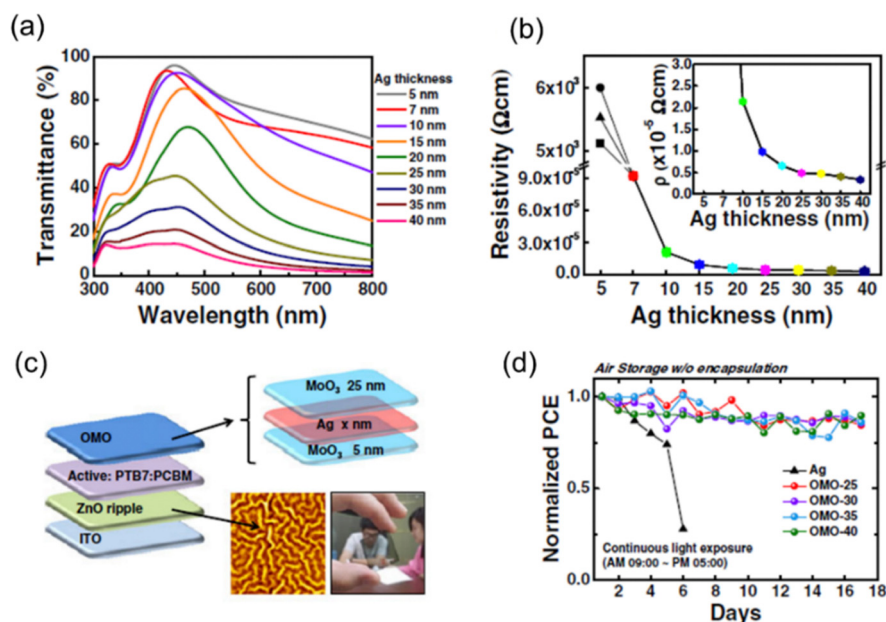 (a)
100
80
60
40
20
0
Transmittance (%)
300 400 500 600 700 800
Wavelength (nm)
Ag thickness
5 nm
7 nm
10 nm
15 nm
20 nm
25 nm
30 nm
35 nm
40 nm
(b)
Resistivity (Ωcm)
6x10³
5x10³
9.0x10⁻⁵
3.0x10⁻⁵
0.0
5 7 10 15 20 25 30 35 40
Ag thickness (nm)
ρ (x10⁻⁵ Ωcm)
3.0
2.5
2.0
1.5
1.0
0.5
0.0
5 7 10 15 20 25 30 35 40
Ag thickness (nm)
(c)
OMO
Active: PTB7:PCBM
ZnO ripple
ITO
MoO₃ 25 nm
Ag x nm
MoO₃ 5 nm
(d)
Air Storage w/o encapsulation
Normalized PCE
1.0
0.5
0.0
Ag
OMO-25
OMO-30
OMO-35
OMO-40
Continuous light exposure
(AM 09:00 ~ PM 05:00)
2 4 6 8 10 12 14 16 18
Days